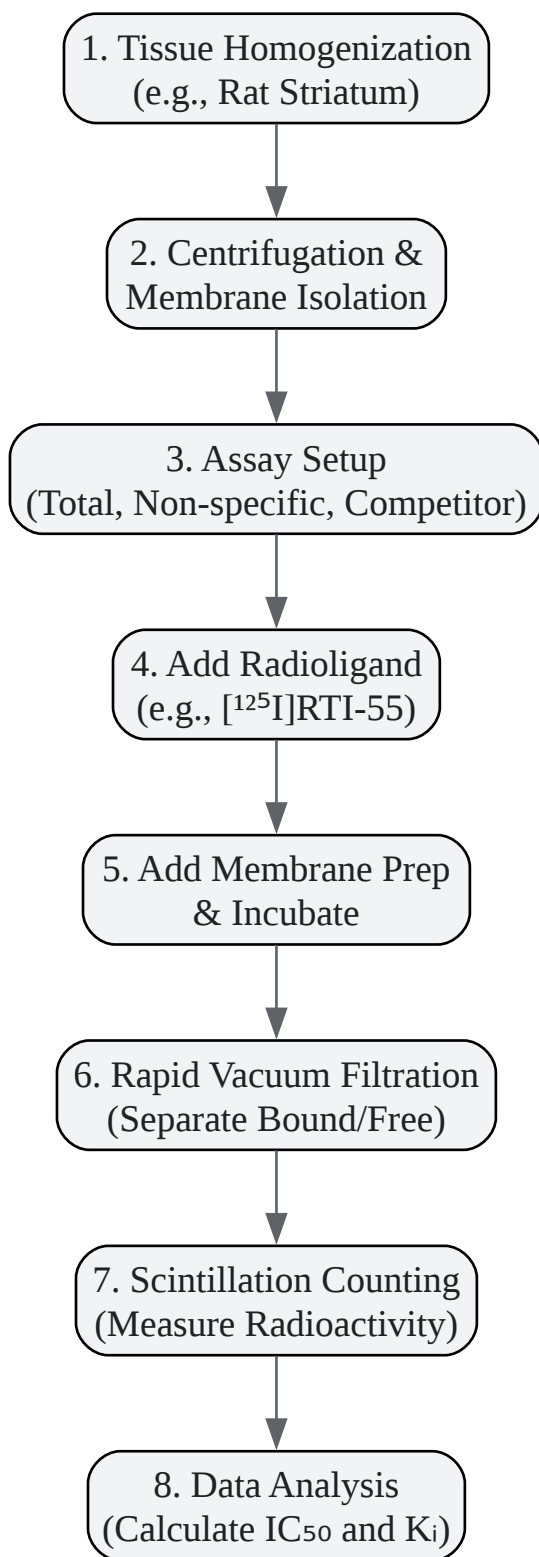 1. Tissue Homogenization
(e.g., Rat Striatum)
2. Centrifugation &
Membrane Isolation
3. Assay Setup
(Total, Non-specific, Competitor)
4. Add Radioligand
(e.g., [¹²⁵I]RTI-55)
5. Add Membrane Prep
& Incubate
6. Rapid Vacuum Filtration
(Separate Bound/Free)
7. Scintillation Counting
(Measure Radioactivity)
8. Data Analysis
(Calculate IC₅₀ and Kᵢ)